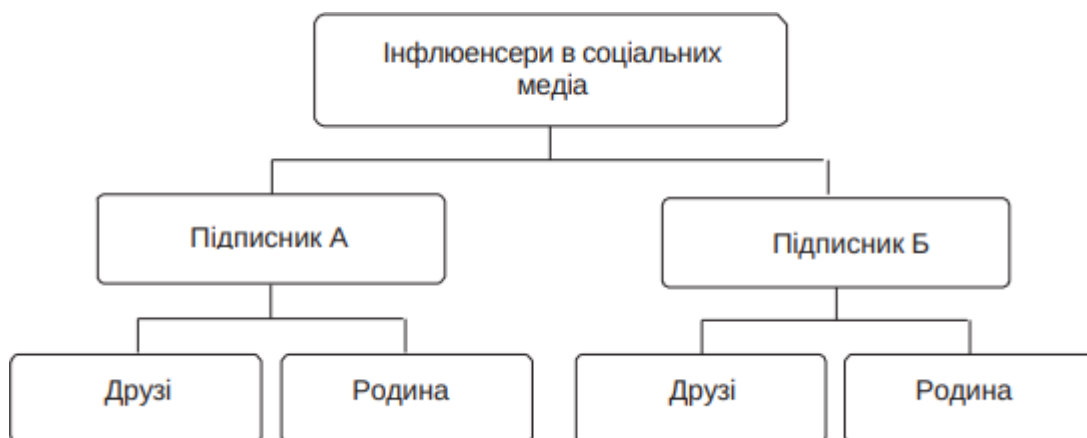 Інфлюенсери в соціальних
медіа
Підписник А
Підписник Б
Друзі
Родина
Друзі
Родина